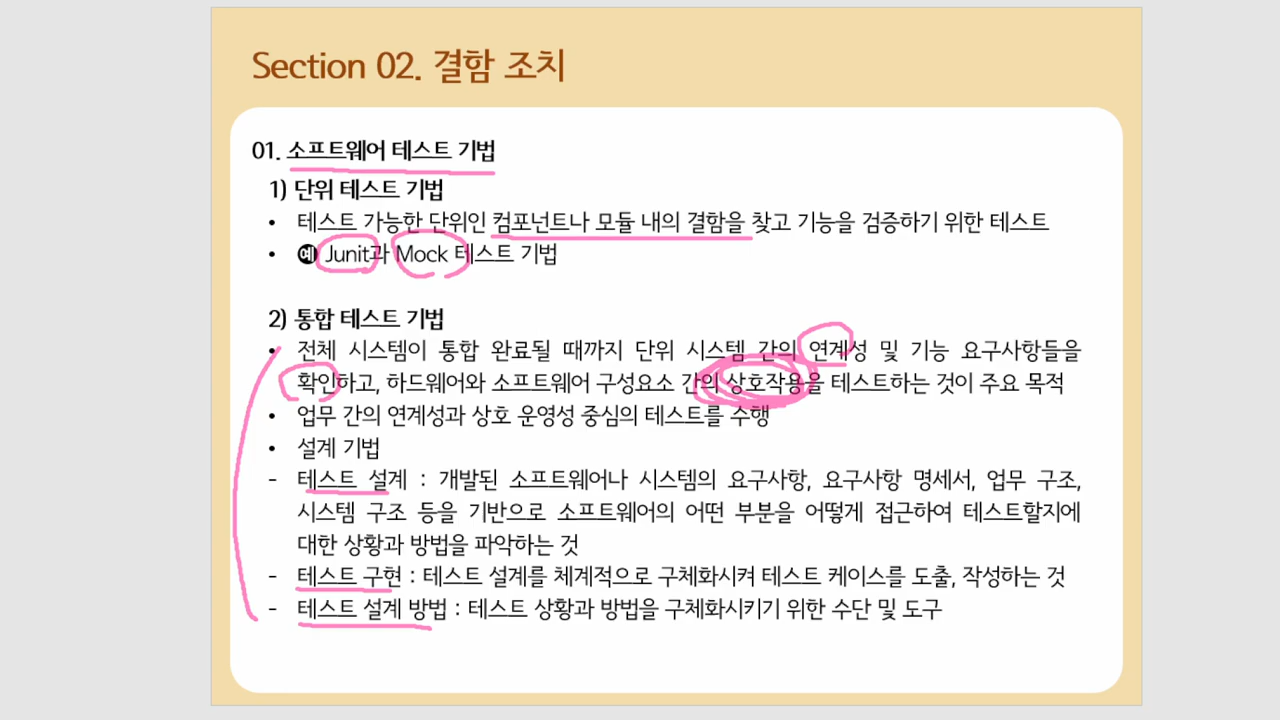 Section 02. 결함 조치
01. 소프트웨어 테스트 기법
1) 단위 테스트 기법
• 테스트 가능한 단위인 컴포넌트나 모듈 내의 결함을 찾고 기능을 검증하기 위한 테스트
• 예 Junit과 Mock 테스트 기법
2) 통합 테스트 기법
• 전체 시스템이 통합 완료될 때까지 단위 시스템 간의 연계성 및 기능 요구사항들을
확인하고, 하드웨어와 소프트웨어 구성요소 간의 상호작용을 테스트하는 것이 주요 목적
• 업무 간의 연계성과 상호 운영성 중심의 테스트를 수행
• 설계 기법
- 테스트 설계 : 개발된 소프트웨어나 시스템의 요구사항, 요구사항 명세서, 업무 구조,
시스템 구조 등을 기반으로 소프트웨어의 어떤 부분을 어떻게 접근하여 테스트할지에
대한 상황과 방법을 파악하는 것
- 테스트 구현 : 테스트 설계를 체계적으로 구체화시켜 테스트 케이스를 도출, 작성하는 것
- 테스트 설계 방법 : 테스트 상황과 방법을 구체화시키기 위한 수단 및 도구